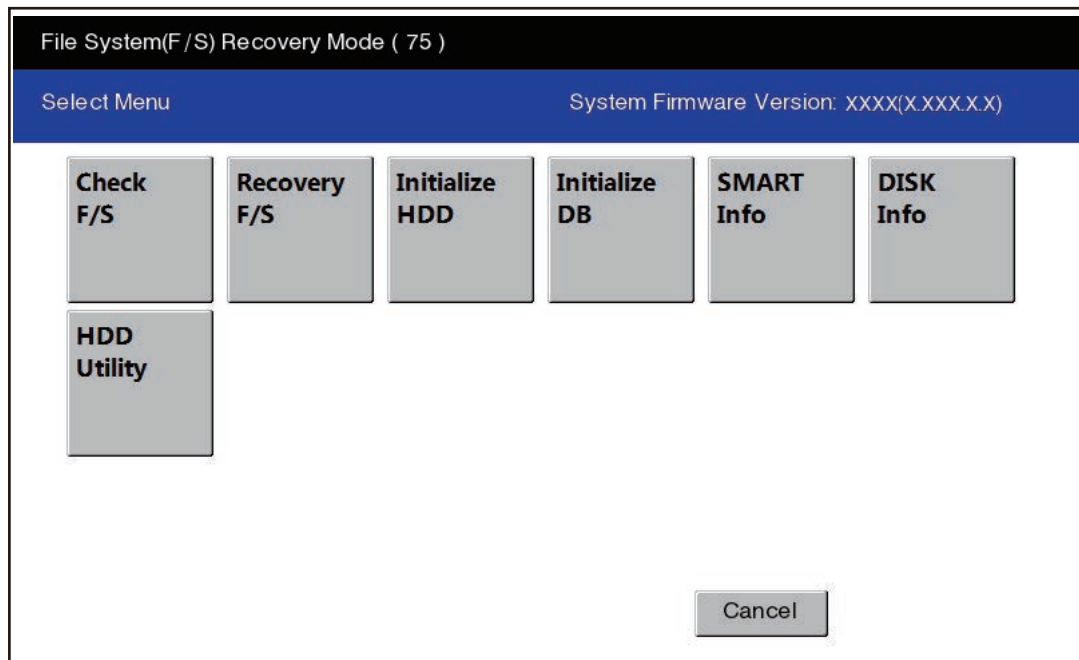 File System(F/S) Recovery Mode ( 75 )
Select Menu
System Firmware Version: XXXX(X.XXX.X.X)
Check
F/S
Recovery
F/S
Initialize
HDD
Initialize
DB
SMART
Info
DISK
Info
HDD
Utility
Cancel